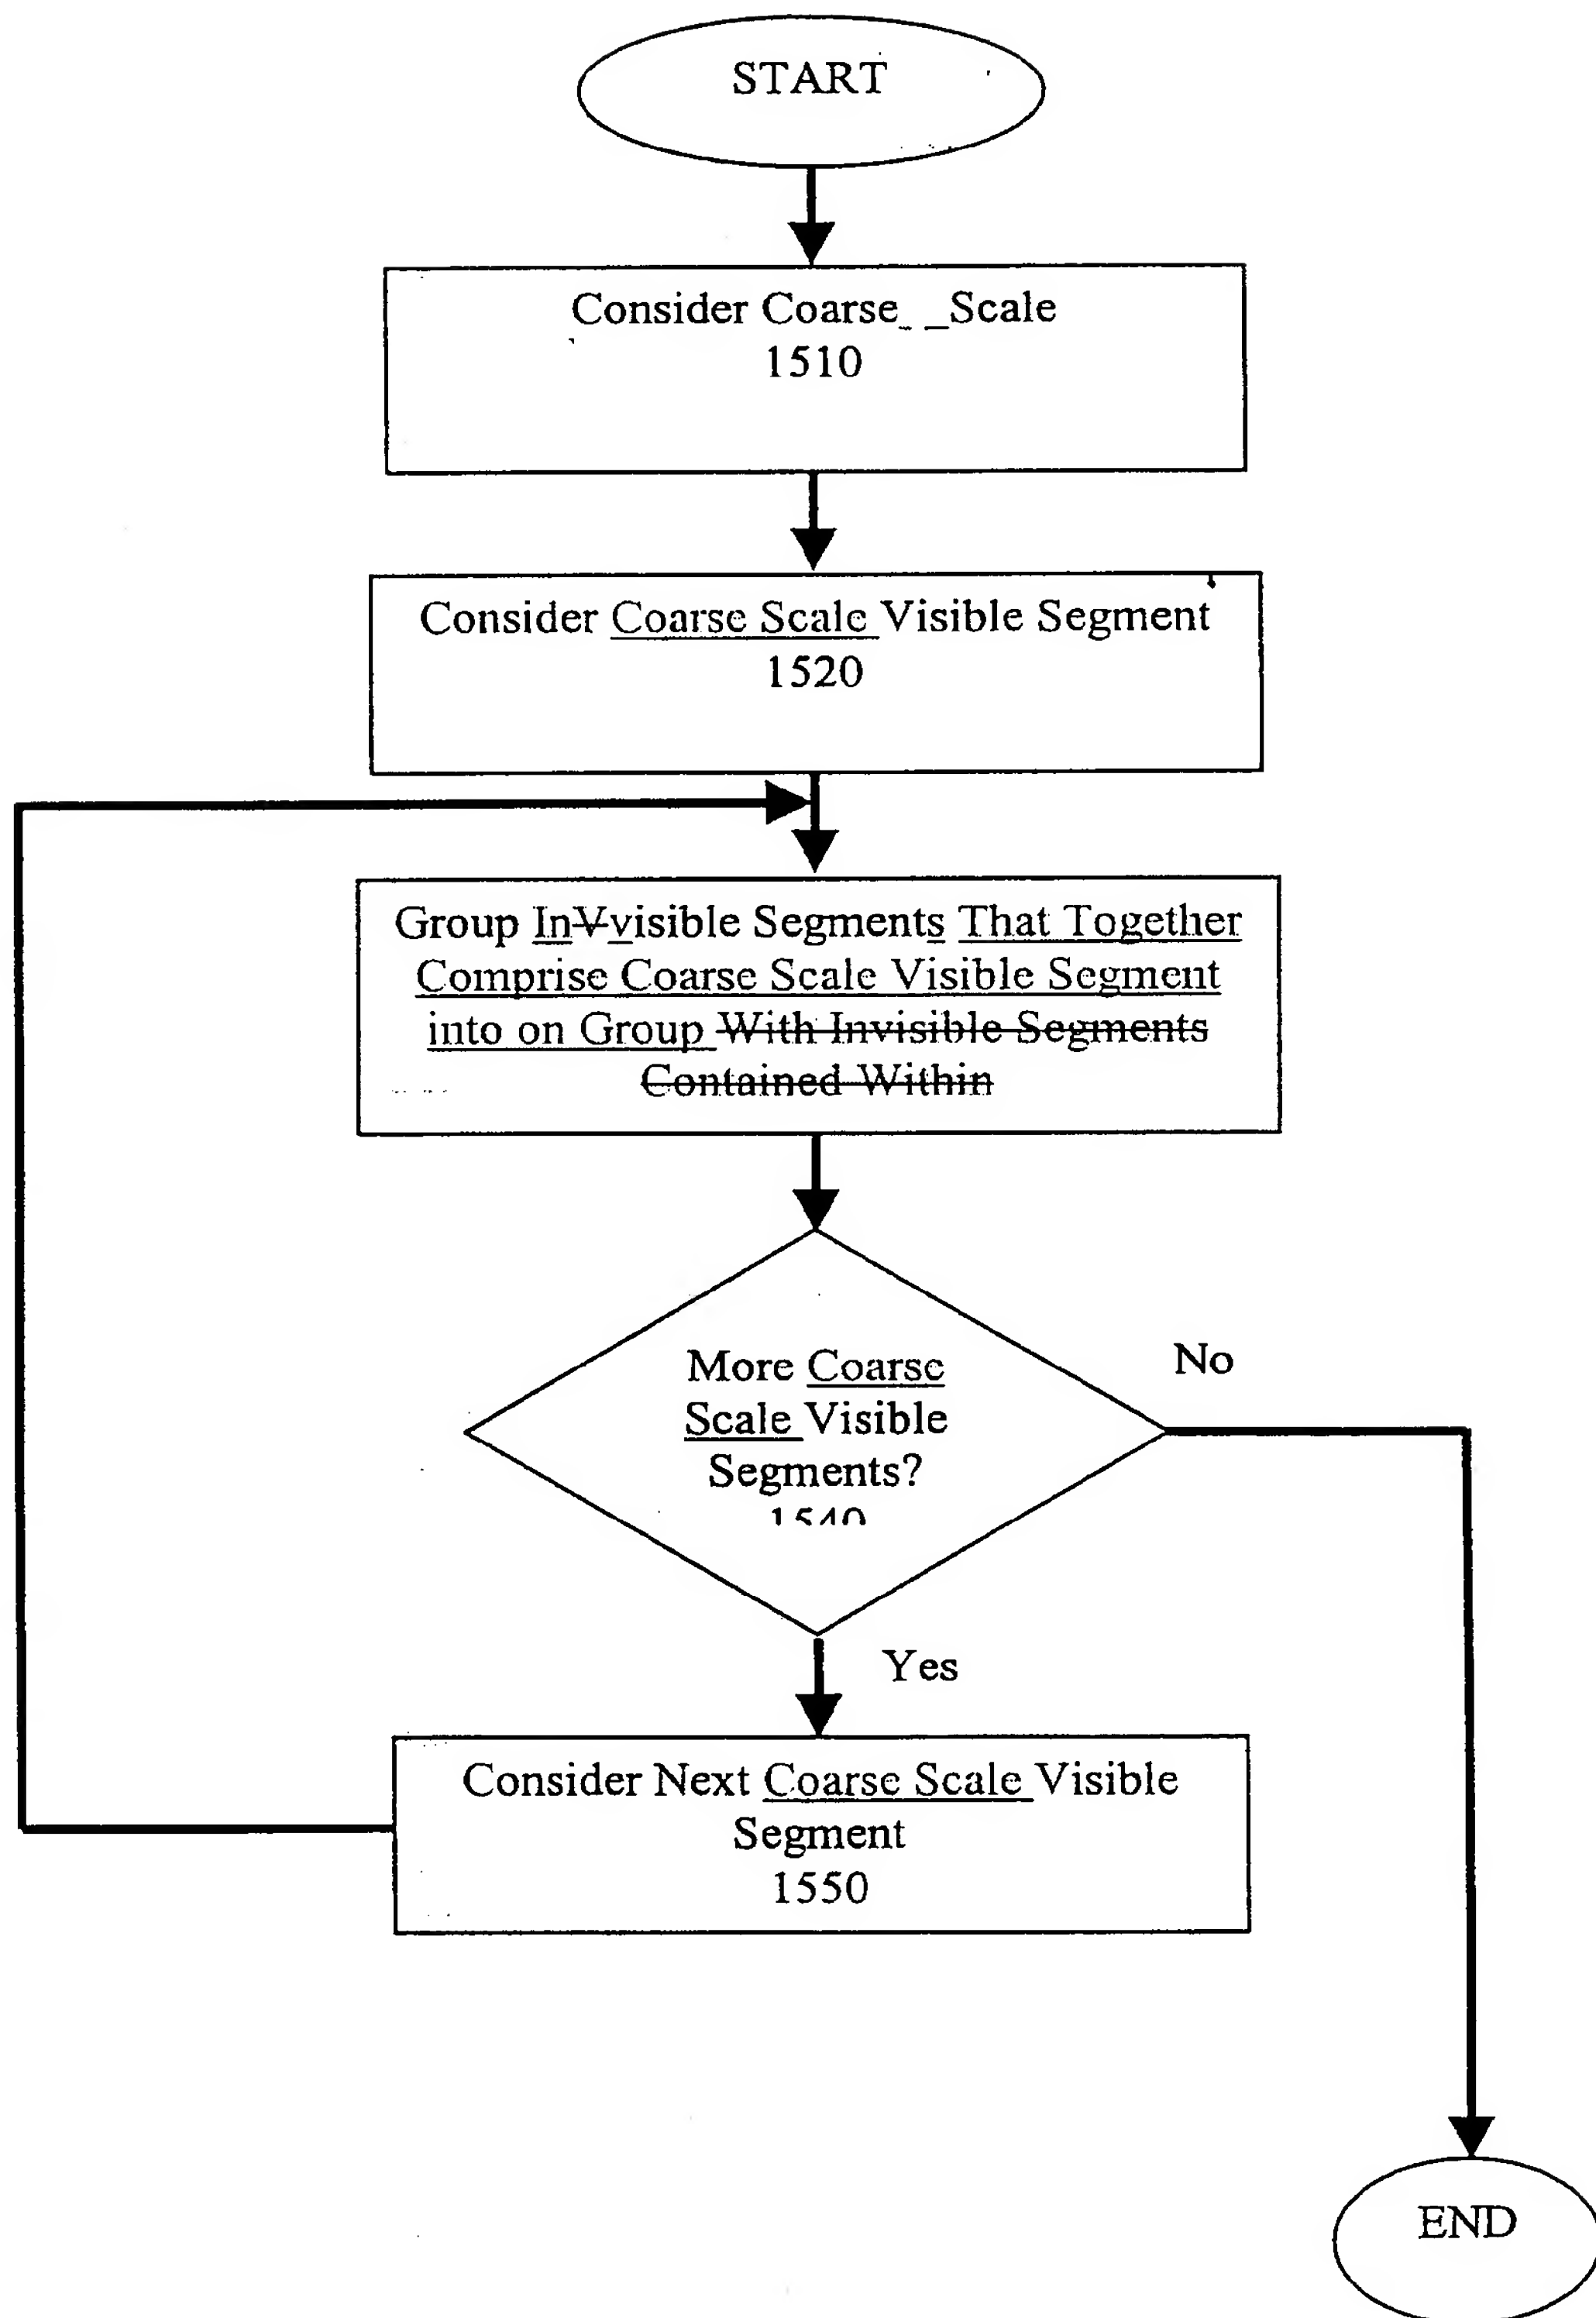 START
Consider Coarse_ _Scale
1510
Consider Coarse Scale Visible Segment
1520
Group InVvisible Segments That Together
Comprise Coarse Scale Visible Segment
into on Group With Invisible Segments
Contained Within
More Coarse
Scale Visible
Segments?
1540
No
Yes
Consider Next Coarse Scale Visible
Segment
1550
END